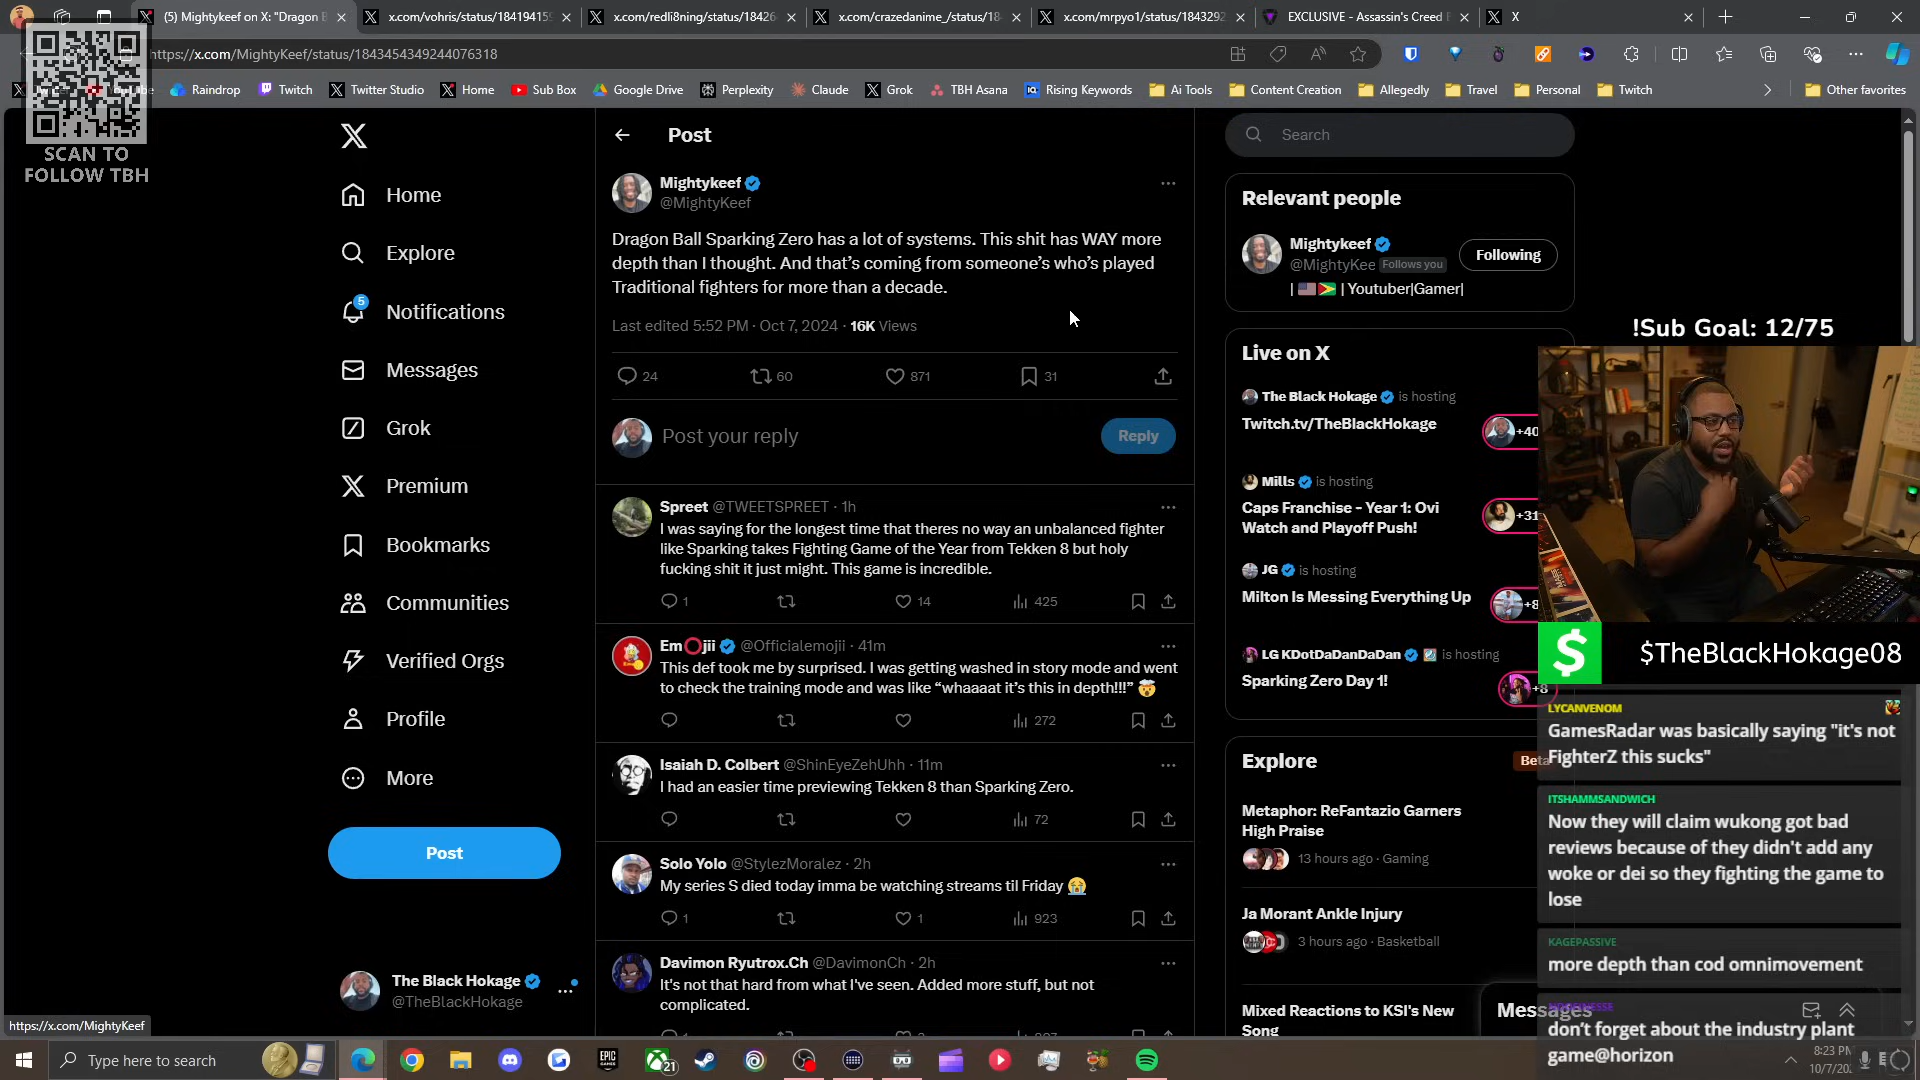 (5) Mightykeef on X: "Dragon B
x.com/vohris/status/184194155
x.com/redli8ning/status/18426
x.com/crazedanime_/status/18
x.com/mrpyo1/status/1843292
EXCLUSIVE - Assassin's Creed
X
https://x.com/MightyKeef/status/1843454349244076318
Raindrop
Twitch
Twitter Studio
Home
Sub Box
Google Drive
Perplexity
Claude
Grok
TBH Asana
Rising Keywords
Ai Tools
Content Creation
Allegedly
Travel
Personal
Twitch
Other favorites
SCAN TO
FOLLOW TBH
Home
Explore
5
Notifications
Messages
Grok
Premium
Bookmarks
Communities
Verified Orgs
Profile
More
Post
The Black Hokage
@TheBlackHokage
https://x.com/MightyKeef
Post
Mightykeef
@MightyKeef
Dragon Ball Sparking Zero has a lot of systems. This shit has WAY more
depth than I thought. And that's coming from someone's who's played
Traditional fighters for more than a decade.
Last edited 5:52 PM · Oct 7, 2024 · 16K Views
24 60 871 31
Post your reply
Reply
Spreet @TWEETSPREET · 1h
I was saying for the longest time that theres no way an unbalanced fighter
like Sparking takes Fighting Game of the Year from Tekken 8 but holy
fucking shit it just might. This game is incredible.
1 14 425
Em⭕jii @Officialemojii · 41m
This def took me by surprised. I was getting washed in story mode and went
to check the training mode and was like “whaaaat it’s this in depth!!!” 🤯
272
Isaiah D. Colbert @ShinEyeZehUhh · 11m
I had an easier time previewing Tekken 8 than Sparking Zero.
72
Solo Yolo @StylezMoralez · 2h
My series S died today imma be watching streams til Friday 😭
1 1 923
Davimon Ryutrox.Ch @DavimonCh · 2h
It's not that hard from what I've seen. Added more stuff, but not
complicated.
Search
Relevant people
Mightykeef
@MightyKee Follows you
Following
| 🇺🇸🇬🇾 | Youtuber|Gamer|
Live on X
The Black Hokage is hosting
Twitch.tv/TheBlackHokage
+40
Mills is hosting
Caps Franchise - Year 1: Ovi
Watch and Playoff Push!
+31
JG is hosting
Milton Is Messing Everything Up
+8
LG KDotDaDanDaDan is hosting
Sparking Zero Day 1!
+8
Explore
Beta
Metaphor: ReFantazio Garners
High Praise
13 hours ago · Gaming
Ja Morant Ankle Injury
3 hours ago · Basketball
Mixed Reactions to KSI's New
Song
Messages
!Sub Goal: 12/75
$TheBlackHokage08
LYCANVENOM
GamesRadar was basically saying "it's not
FighterZ this sucks"
ITSHAMMSANDWICH
Now they will claim wukong got bad
reviews because of they didn't add any
woke or dei so they fighting the game to
lose
KAGEPASSIVE
more depth than cod omnimovement
don't forget about the industry plant
game@horizon
Type here to search
EPIC
GAMES
21
8:23 PM